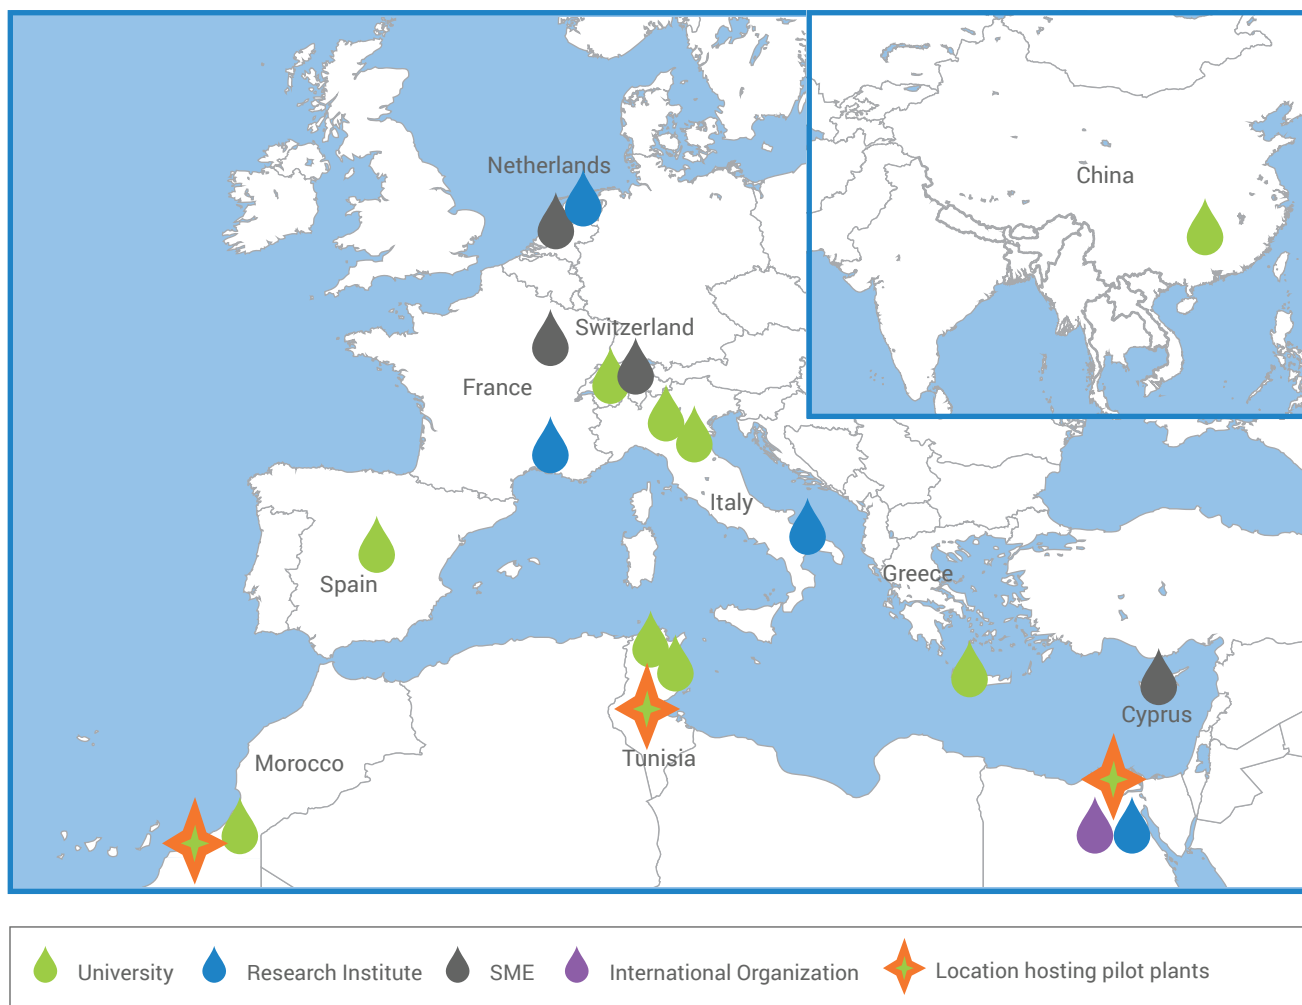 Netherlands
China
Switzerland
France
Italy
Greece
Spain
Cyprus
Tunisia
Morocco
University
Research Institute
SME
International Organization
Location hosting pilot plants